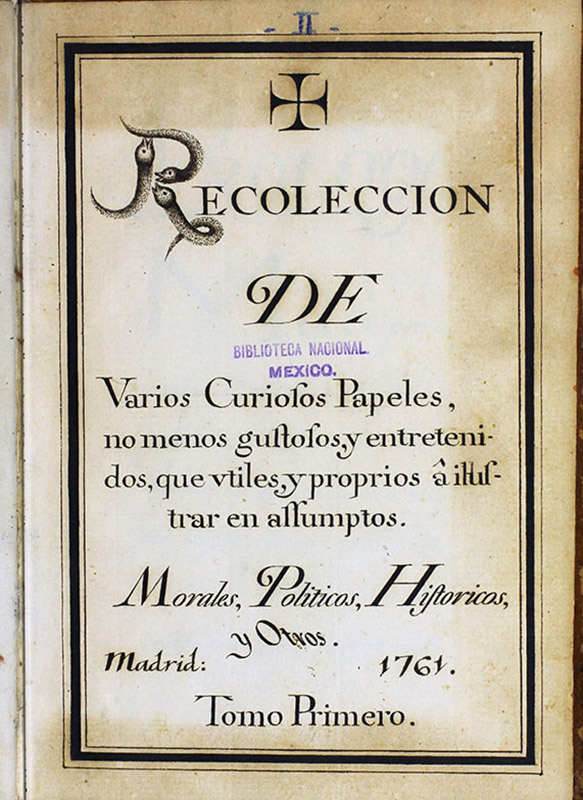 - II -
RECOLECCION
DE
BIBLIOTECA NACIONAL.
MEXICO.
Varios Curioſos Papeles,
no menos guſtoſos,y entreteni-
dos, que vtiles,y proprios â iluſ-
trar en aſſumptos.
Morales, Politicos, Hiſtoricos,
y Otros.
Madrid: 1761.
Tomo Primero.